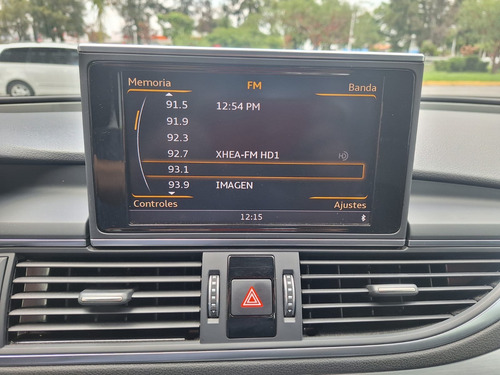 Memoria FM Banda
91.5 12:54 PM
91.9
92.3
92.7 XHEA-FM HD1
93.1
93.9 IMAGEN
Controles Ajustes
12:15